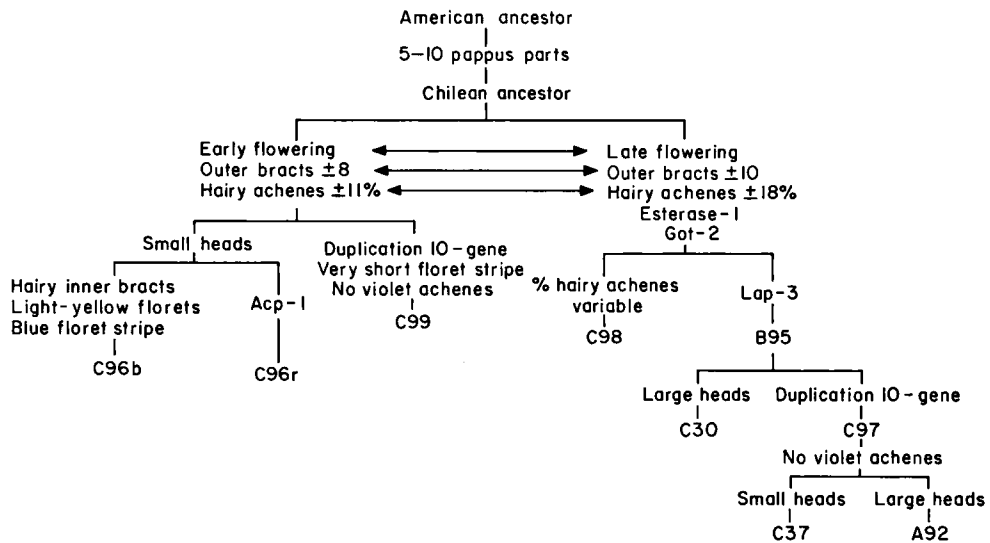 American ancestor
5-10 pappus parts
Chilean ancestor
Early flowering
Outer bracts ±8
Hairy achenes ±11%
Late flowering
Outer bracts ±10
Hairy achenes ±18%
Esterase-1
Got-2
Small heads
Hairy inner bracts
Light-yellow florets
Blue floret stripe
C96b
Acp-1
C96r
Duplication 10-gene
Very short floret stripe
No violet achenes
C99
% hairy achenes
variable
C98
Lap-3
B95
Large heads
C30
Duplication 10-gene
C97
No violet achenes
Small heads
C37
Large heads
A92